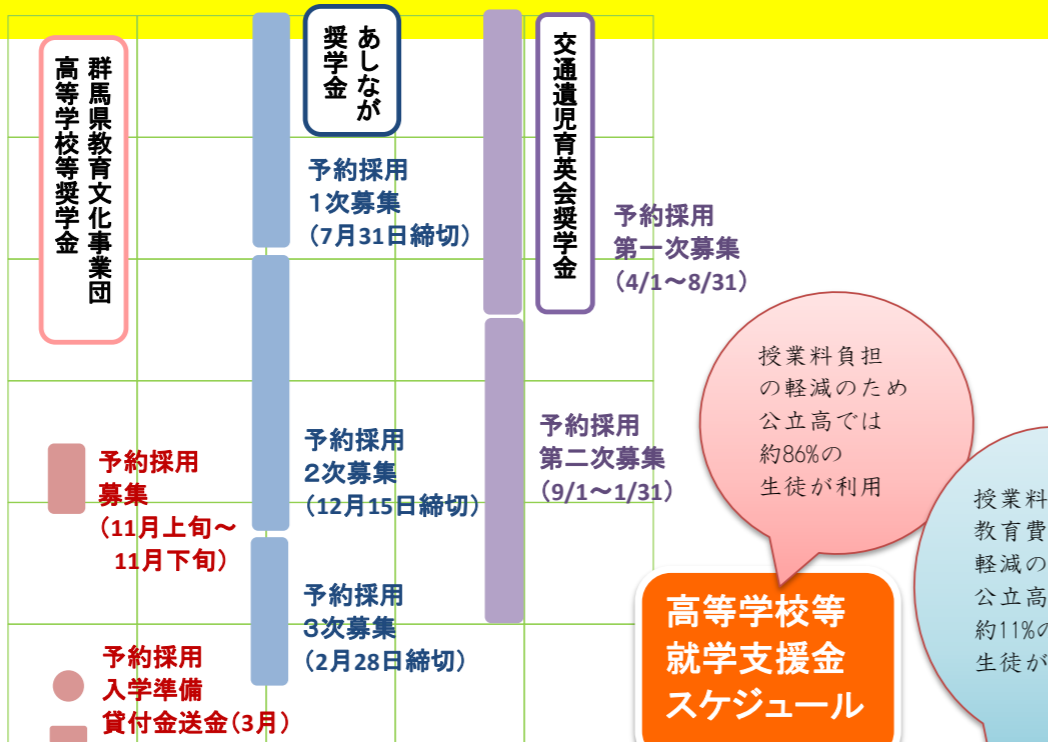 群馬県教育文化事業団
高等学校等奨学金
予約採用
募集
(11月上旬～
11月下旬)
予約採用
入学準備
貸付金送金(3月)
あしなが
奨学金
予約採用
1次募集
(7月31日締切)
予約採用
2次募集
(12月15日締切)
予約採用
3次募集
(2月28日締切)
交通遺児育英会奨学金
予約採用
第一次募集
(4/1～8/31)
予約採用
第二次募集
(9/1～1/31)
授業料負担
の軽減のため
公立高では
約86%の
生徒が利用
高等学校等
就学支援金
スケジュール
授業料
教育費
軽減の
公立高
約11%の
生徒が